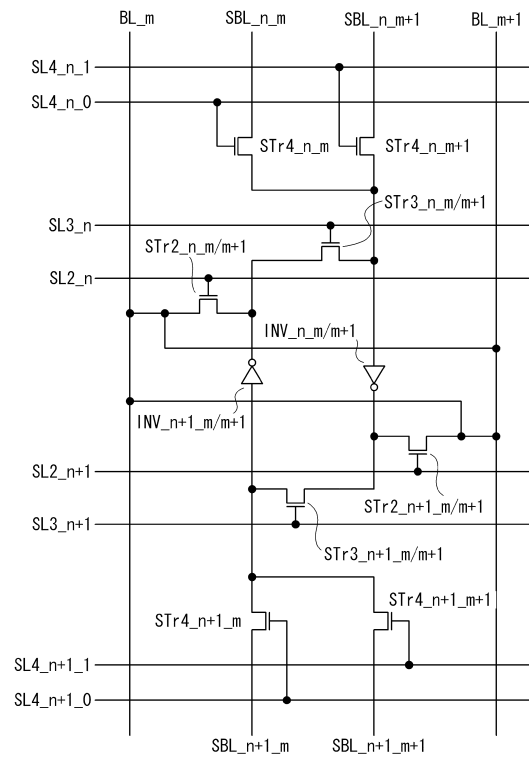 BL_m SBL_n_m SBL_n_m+1 BL_m+1
SL4_n_1
SL4_n_0
STr4_n_m STr4_n_m+1
STr3_n_m/m+1
SL3_n
STr2_n_m/m+1
SL2_n
INV_n_m/m+1
INV_n+1_m/m+1
SL2_n+1
STr2_n+1_m/m+1
SL3_n+1
STr3_n+1_m/m+1
STr4_n+1_m+1
STr4_n+1_m
SL4_n+1_1
SL4_n+1_0
SBL_n+1_m SBL_n+1_m+1